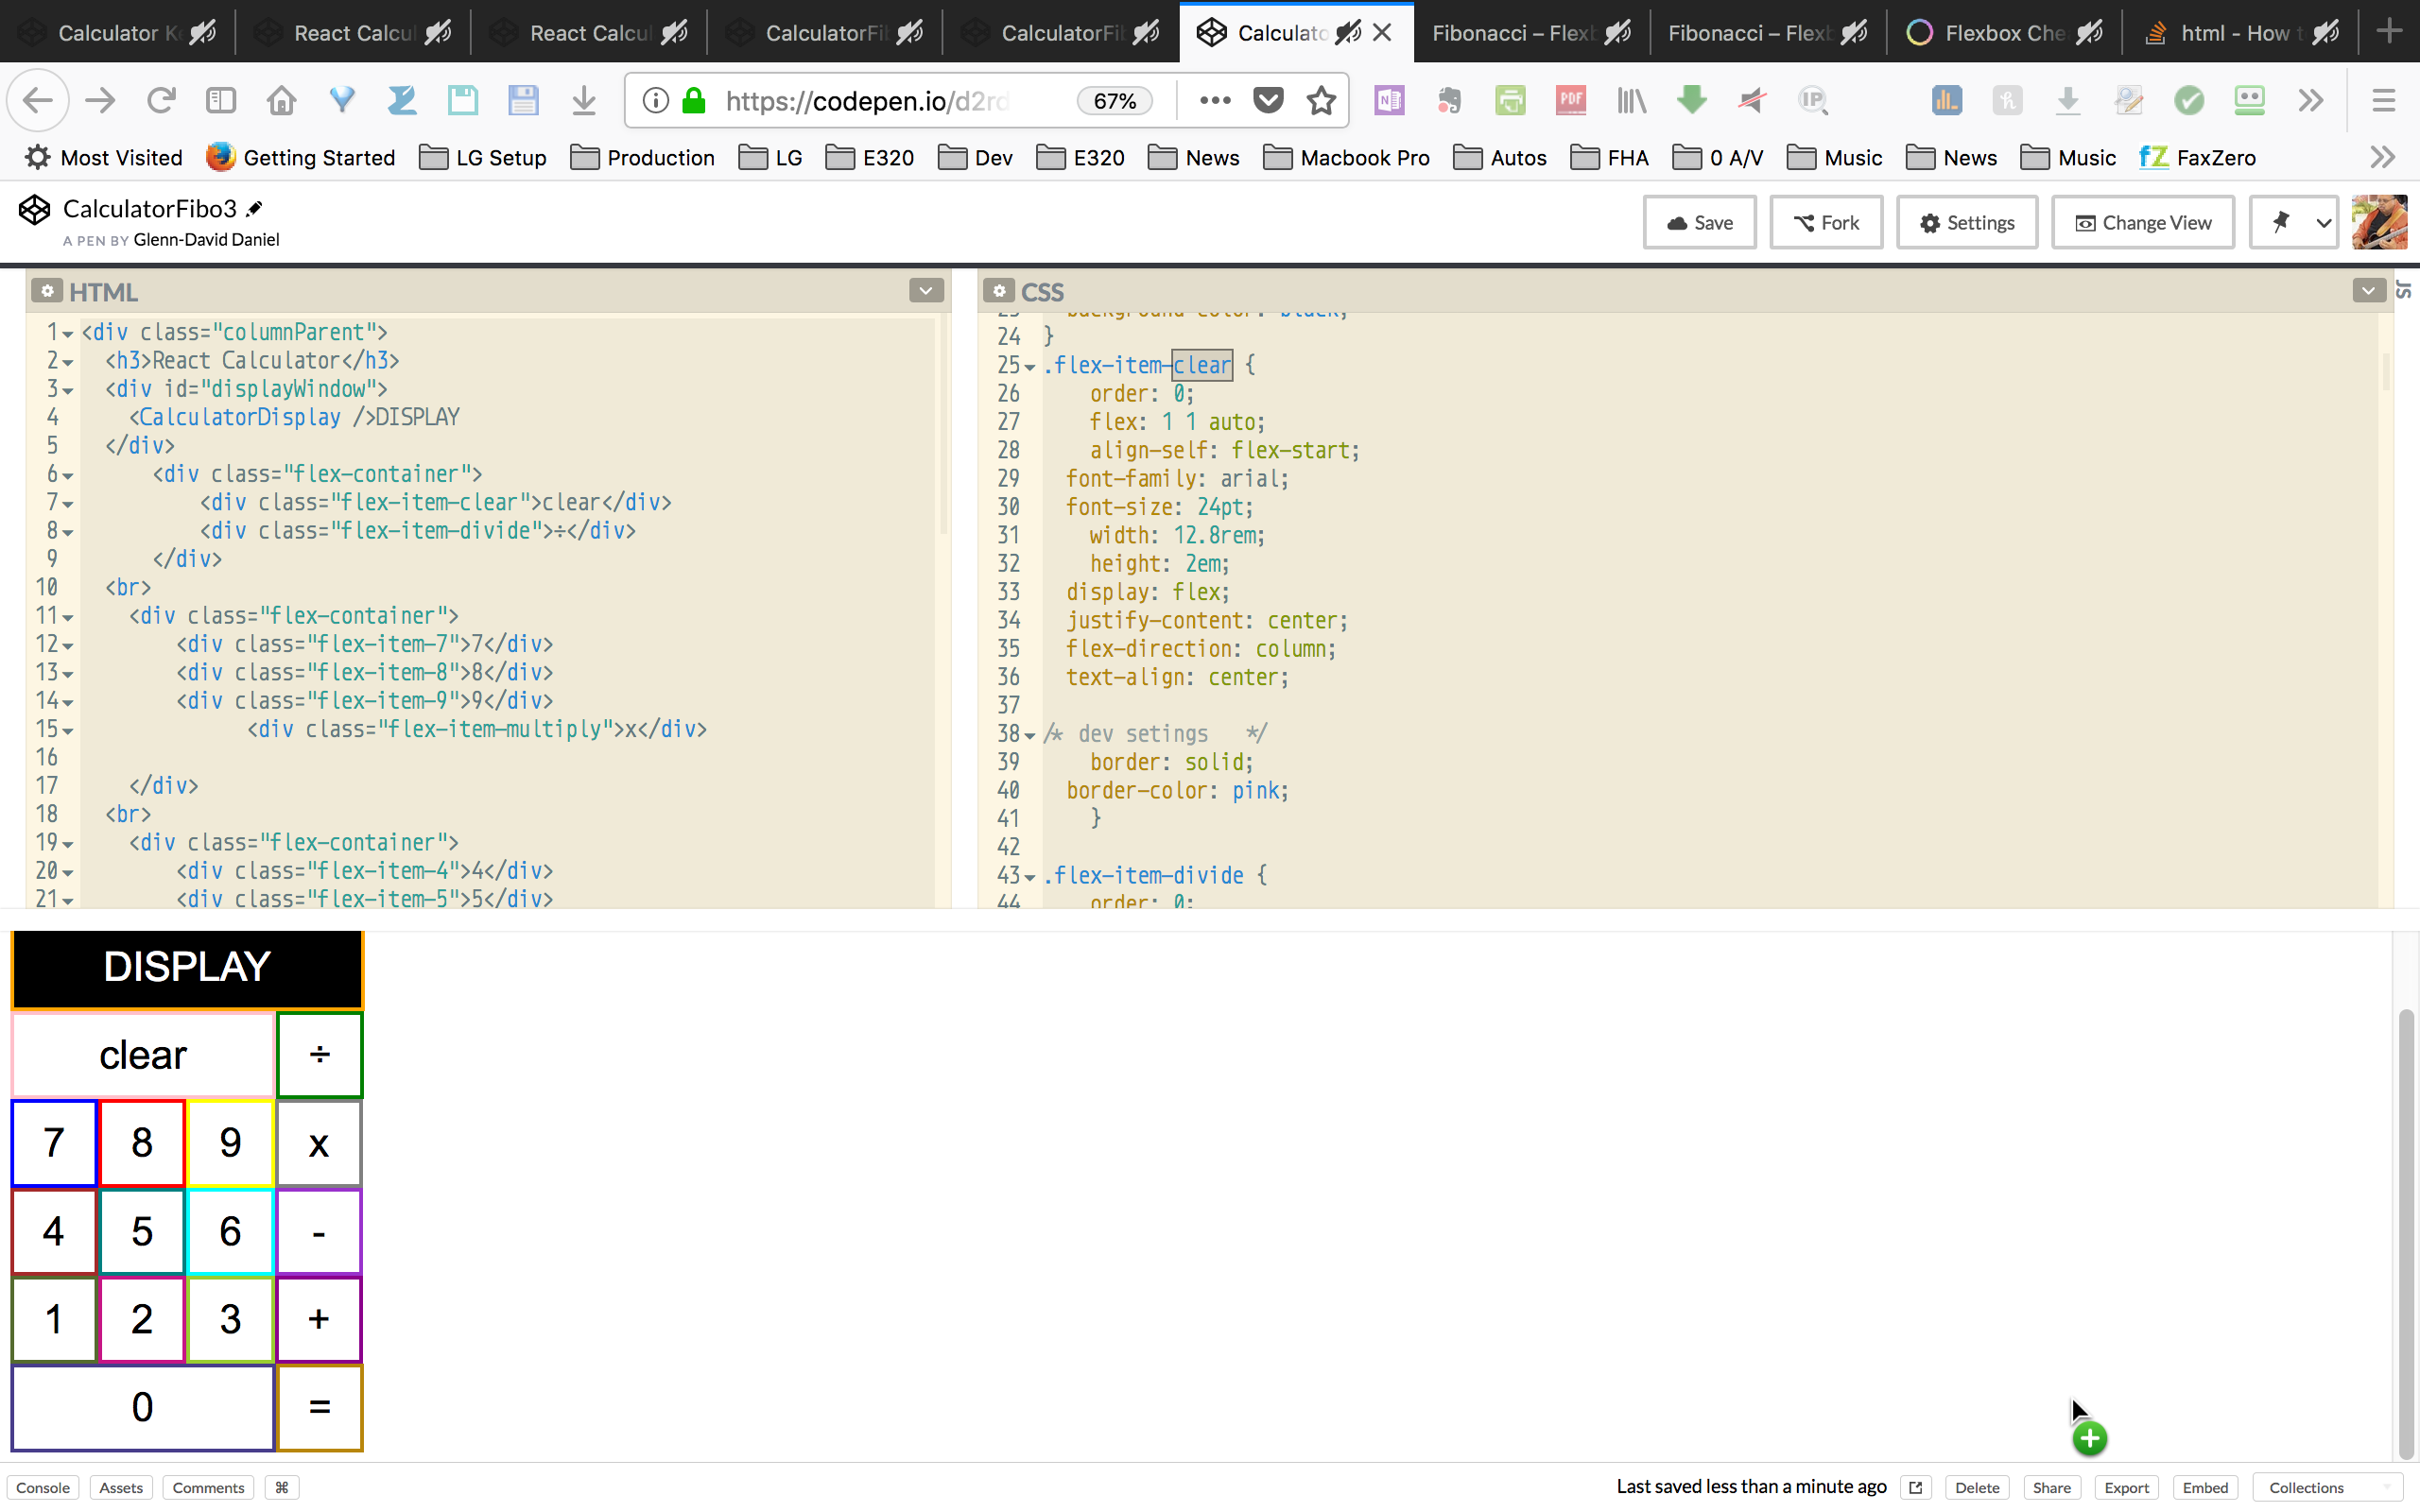 Calculator K
React Calcul
React Calcul
CalculatorFi
CalculatorFi
Calculato
Fibonacci – Flex
Fibonacci – Flex
Flexbox Che
html - How t
https://codepen.io/d2rd
67%
Most Visited
Getting Started
LG Setup
Production
LG
E320
Dev
E320
News
Macbook Pro
Autos
FHA
0 A/V
Music
News
Music
fZ FaxZero
CalculatorFibo3
A PEN BY Glenn-David Daniel
Save
Fork
Settings
Change View
HTML
1 <div class="columnParent">
2 <h3>React Calculator</h3>
3 <div id="displayWindow">
4 <CalculatorDisplay />DISPLAY
5 </div>
6 <div class="flex-container">
7 <div class="flex-item-clear">clear</div>
8 <div class="flex-item-divide">÷</div>
9 </div>
10 <br>
11 <div class="flex-container">
12 <div class="flex-item-7">7</div>
13 <div class="flex-item-8">8</div>
14 <div class="flex-item-9">9</div>
15 <div class="flex-item-multiply">x</div>
16
17 </div>
18 <br>
19 <div class="flex-container">
20 <div class="flex-item-4">4</div>
21 <div class="flex-item-5">5</div>
CSS
JS
23 background-color: black;
24 }
25 .flex-item-clear {
26 order: 0;
27 flex: 1 1 auto;
28 align-self: flex-start;
29 font-family: arial;
30 font-size: 24pt;
31 width: 12.8rem;
32 height: 2em;
33 display: flex;
34 justify-content: center;
35 flex-direction: column;
36 text-align: center;
37
38 /* dev setings */
39 border: solid;
40 border-color: pink;
41 }
42
43 .flex-item-divide {
44 order: 0;
DISPLAY
clear ÷
7 8 9 x
4 5 6 -
1 2 3 +
0 =
Console
Assets
Comments
⌘
Last saved less than a minute ago
Delete
Share
Export
Embed
Collections